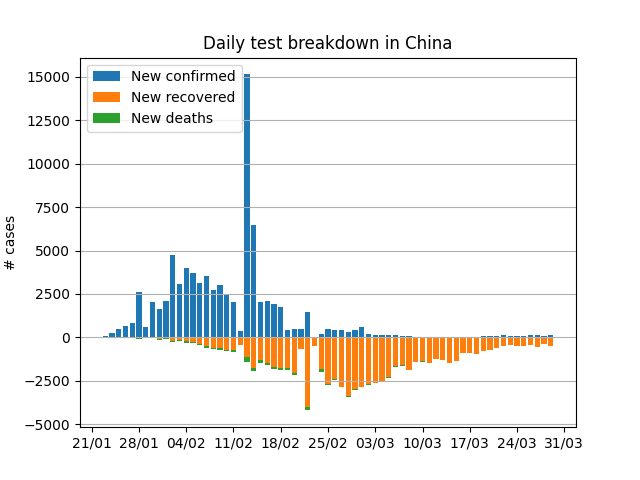 Daily test breakdown in China
15000
12500
10000
7500
5000
2500
0
−2500
−5000
# cases
New confirmed
New recovered
New deaths
21/01 28/01 04/02 11/02 18/02 25/02 03/03 10/03 17/03 24/03 31/03